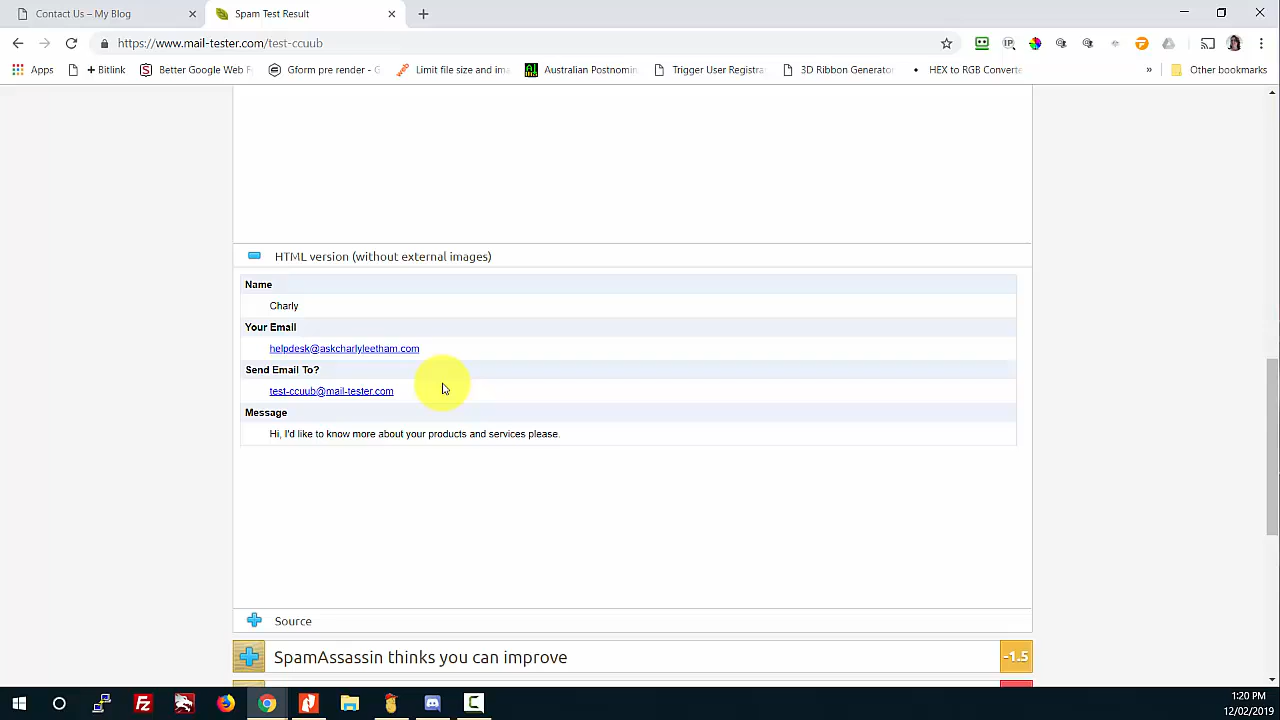 Contact Us – My Blog
Spam Test Result
https://www.mail-tester.com/test-ccuub
Apps
+ Bitlink
Better Google Web F
Gform pre render - G
Limit file size and ima
Australian Postnomin
Trigger User Registra
3D Ribbon Generator
HEX to RGB Converte
» Other bookmarks
HTML version (without external images)
Name
Charly
Your Email
helpdesk@askcharlyleetham.com
Send Email To?
test-ccuub@mail-tester.com
Message
Hi, I'd like to know more about your products and services please.
Source
SpamAssassin thinks you can improve
-1.5
1:20 PM
12/02/2019